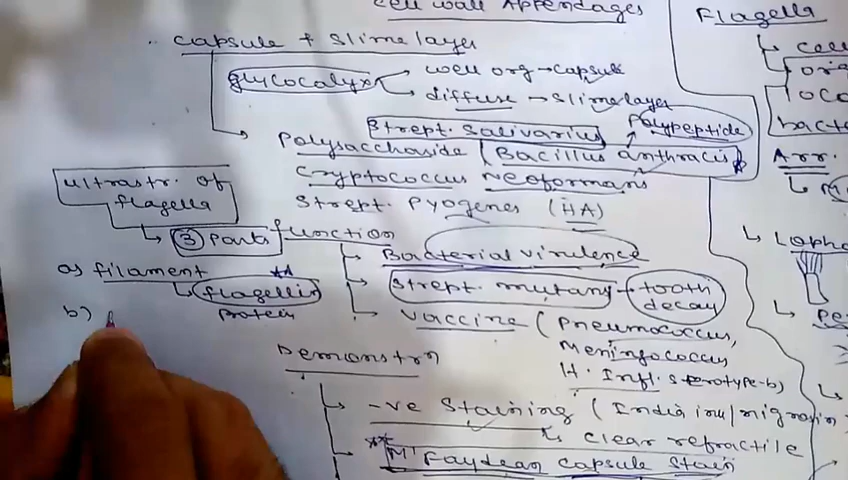 Cell wall Appendages
Capsule + Slime layer
glycocalyx
well org → capsule
diffuse → Slime layer
Strept. Salivarius
Polypeptide
Polysaccharide (Bacillus anthracis
Cryptococcus neoformans
Strept. Pyogenes (HA)
function
Bacterial virulence
Strept. mutans - tooth decay
vaccine (Pneumococcus,
Meningococcus
H. Infl. Serotype-b)
Demonstrn
-ve Staining (India ink/nigrosin
clear refractile
M' Faydean capsule stain
ultrastr. of
flagella
3 Parts
a) filament
flagellin
protein
b)
Flagella
Arr.